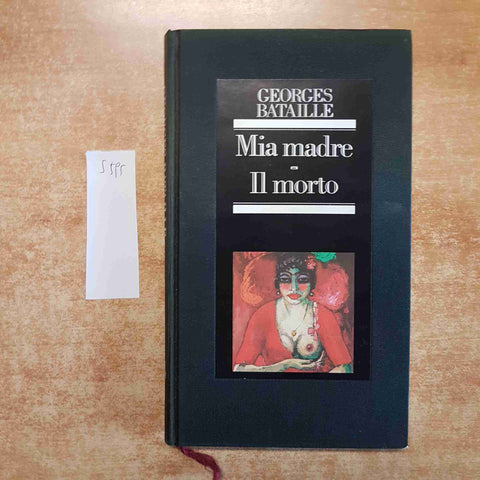 GEORGES
BATAILLE
Mia madre
-
Il morto